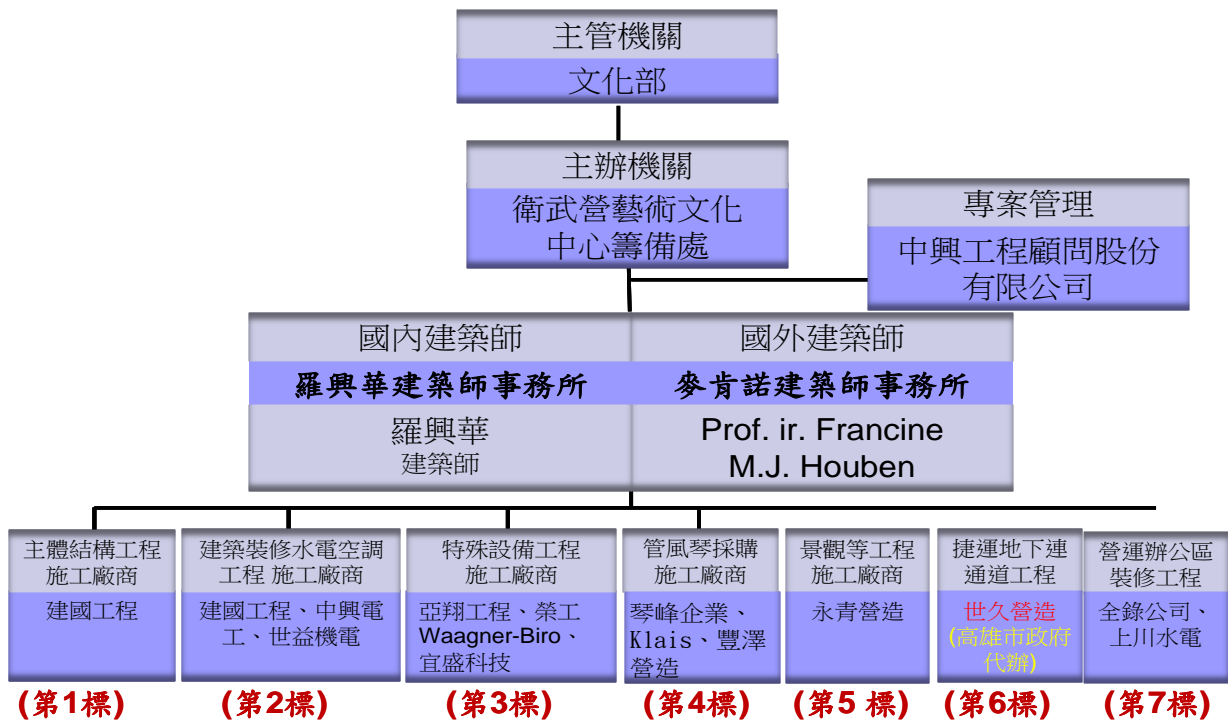 主管機關
文化部
主辦機關
衛武營藝術文化
中心籌備處
專案管理
中興工程顧問股份
有限公司
國內建築師
羅興華建築師事務所
羅興華
建築師
國外建築師
麥肯諾建築師事務所
Prof. ir. Francine
M.J. Houben
主體結構工程
施工廠商
建國工程
(第1標)
建築裝修水電空調
工程 施工廠商
建國工程、中興電
工、世益機電
(第2標)
特殊設備工程
施工廠商
亞翔工程、榮工
Waagner-Biro、
宜盛科技
(第3標)
管風琴採購
施工廠商
琴峰企業、
Klais、豐澤
營造
(第4標)
景觀等工程
施工廠商
永青營造
(第5 標)
捷運地下連
通道工程
世久營造
(高雄市政府
代辦)
(第6標)
營運辦公區
裝修工程
全錄公司、
上川水電
(第7標)